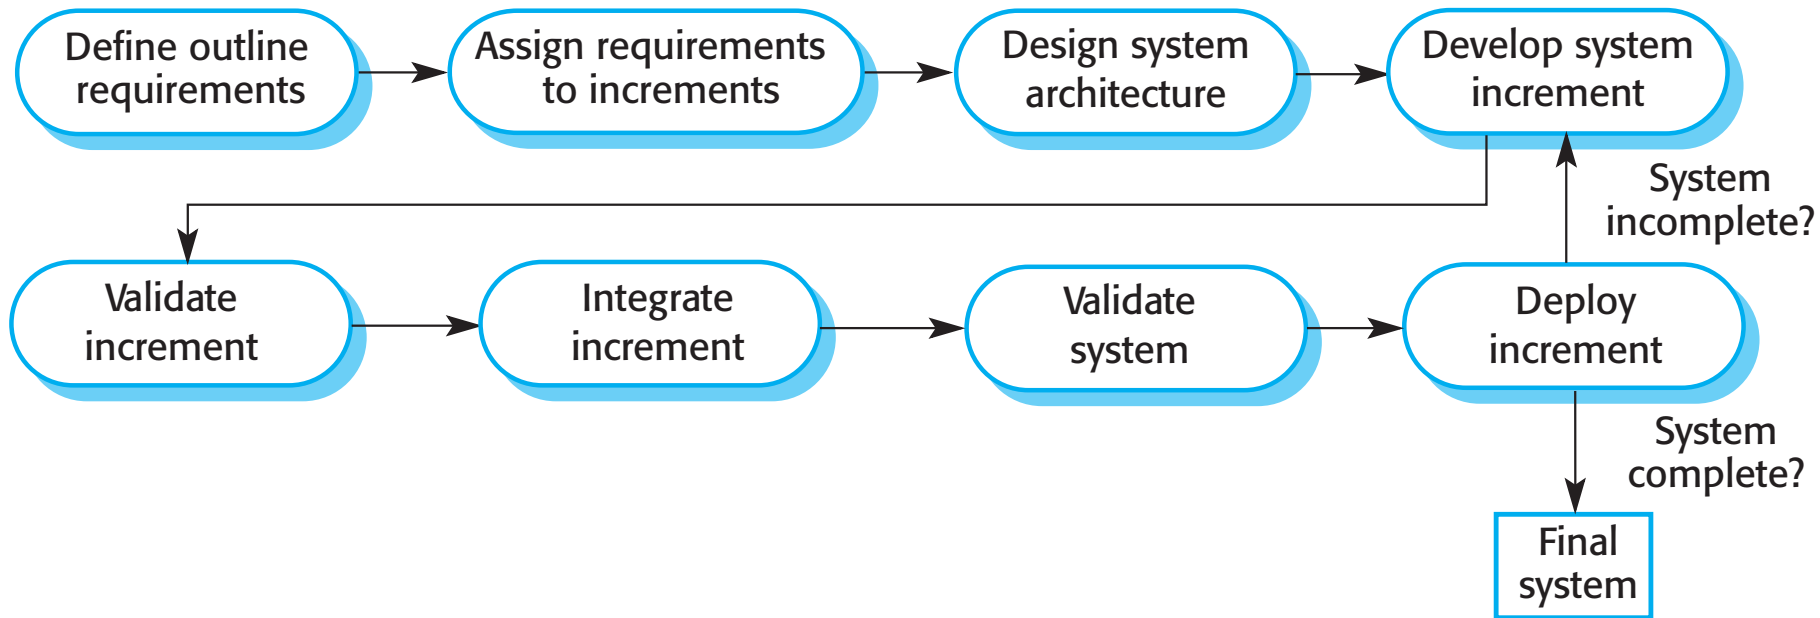 Define outline
requirements
Assign requirements
to increments
Design system
architecture
Develop system
increment
System
incomplete?
Validate
increment
Integrate
increment
Validate
system
Deploy
increment
System
complete?
Final
system